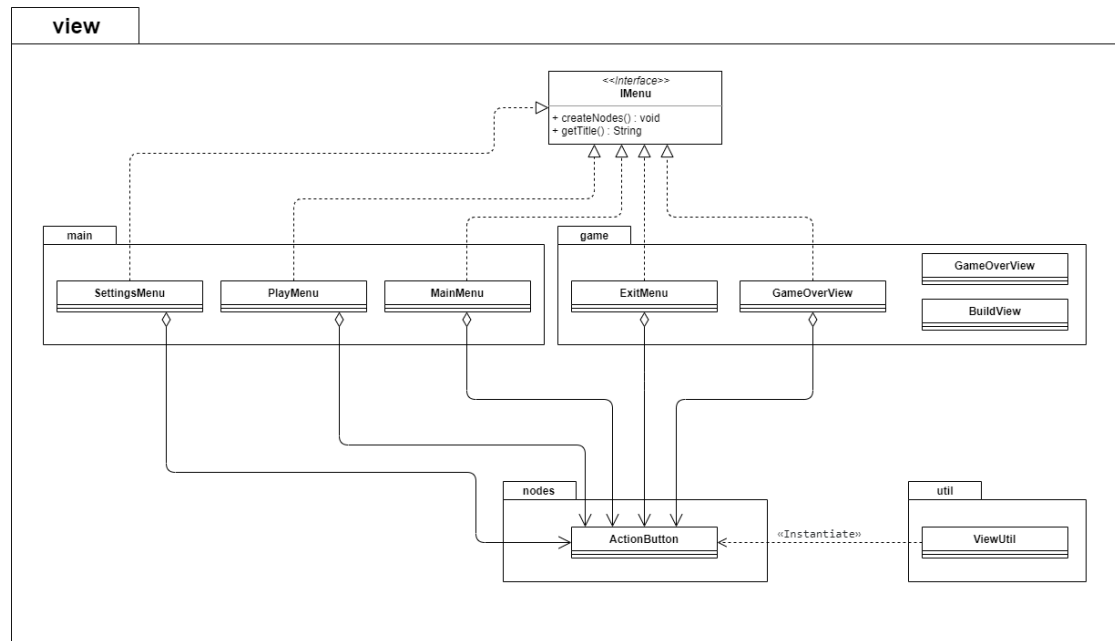 view
<<Interface>>
IMenu
+ createNodes() : void
+ getTitle() : String
main
game
SettingsMenu
PlayMenu
MainMenu
ExitMenu
GameOverView
GameOverView
BuildView
nodes
util
ActionButton
«Instantiate»
ViewUtil